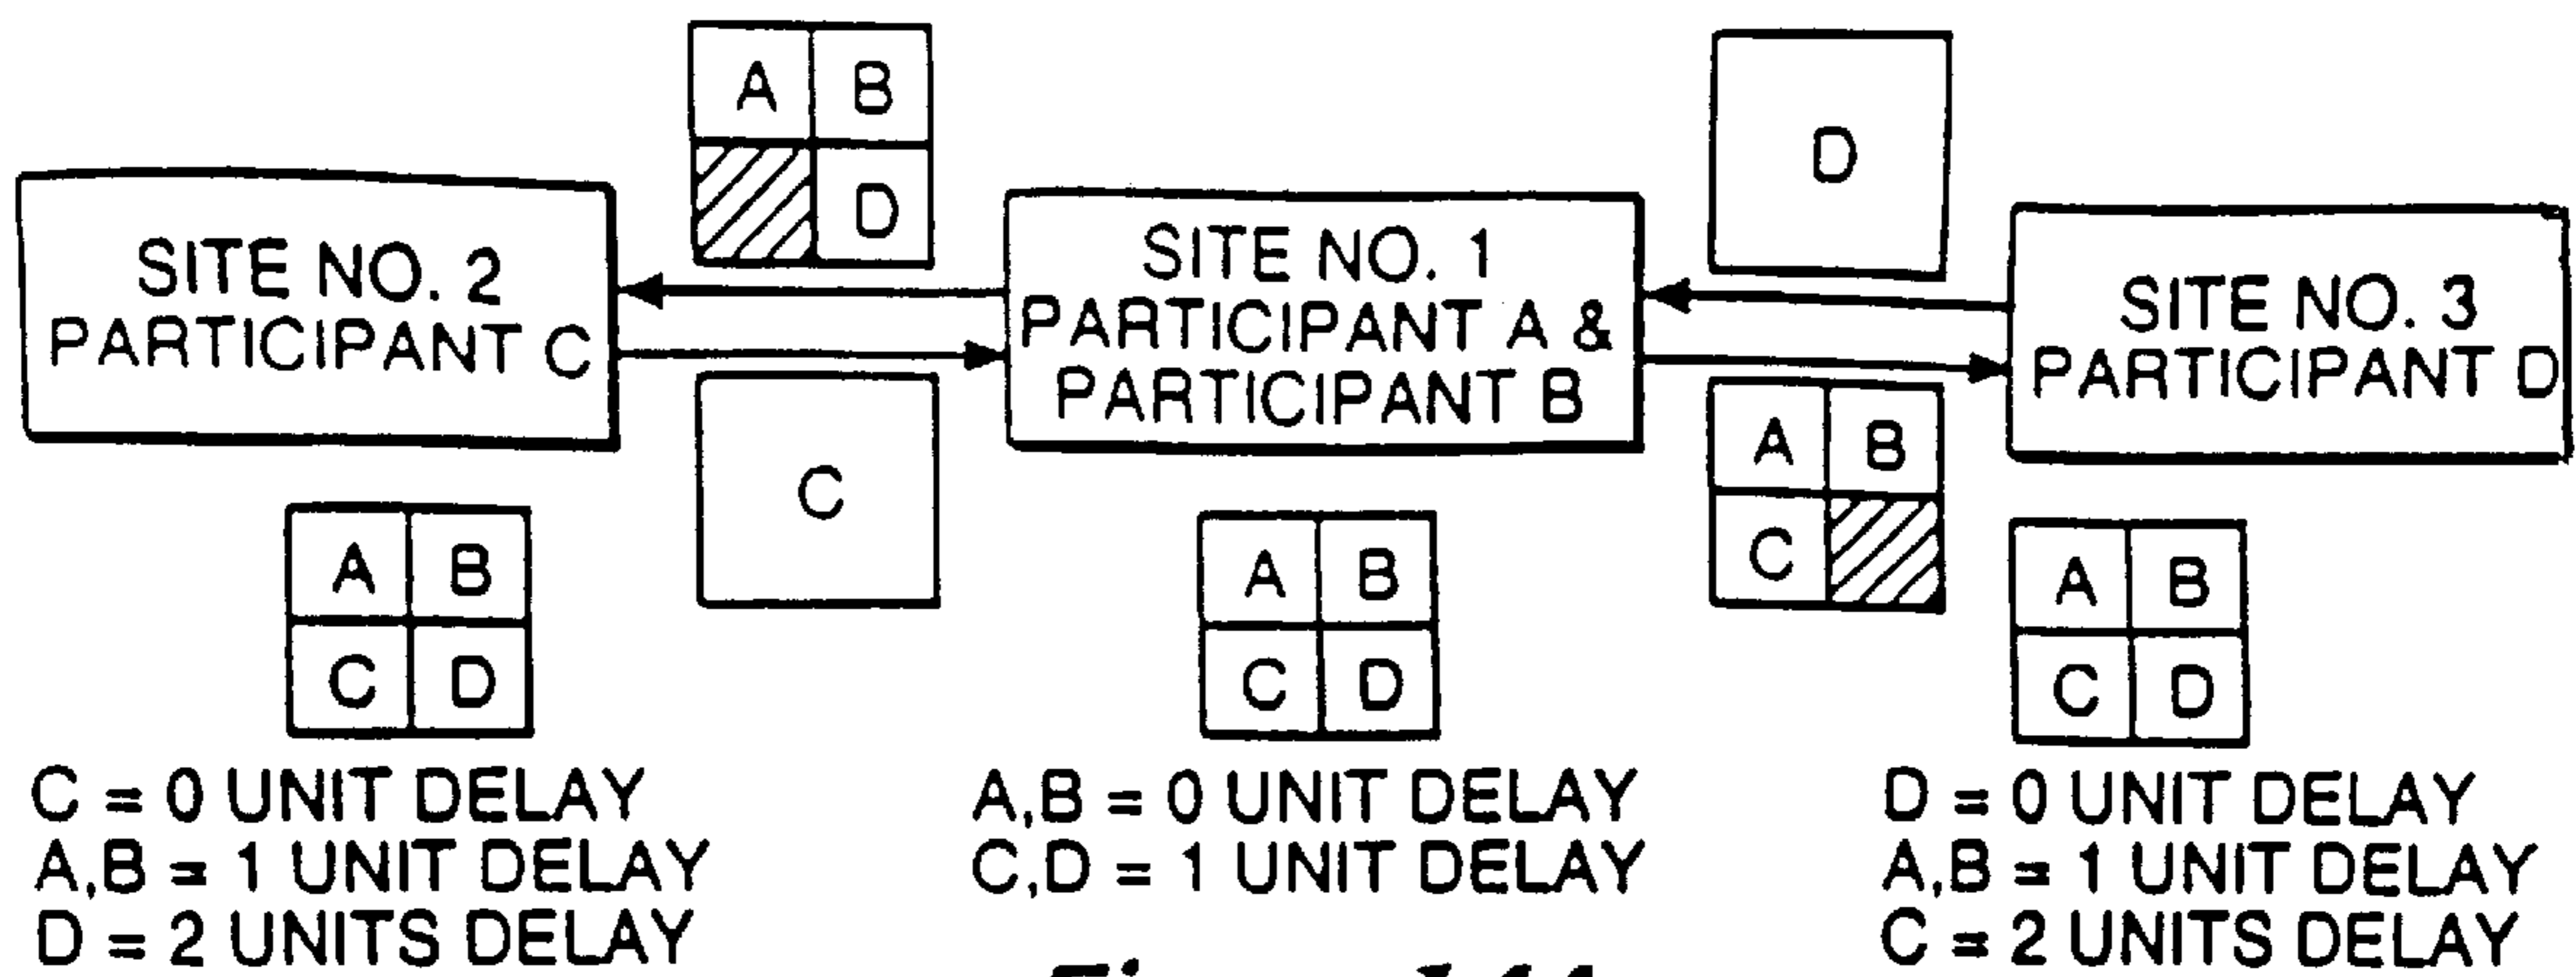 A B
D
SITE NO. 2
PARTICIPANT C
C
SITE NO. 1
PARTICIPANT A &
PARTICIPANT B
D
A B
C
SITE NO. 3
PARTICIPANT D
A B
C D
C = 0 UNIT DELAY
A,B = 1 UNIT DELAY
D = 2 UNITS DELAY
A B
C D
A,B = 0 UNIT DELAY
C,D = 1 UNIT DELAY
A B
C D
D = 0 UNIT DELAY
A,B = 1 UNIT DELAY
C = 2 UNITS DELAY